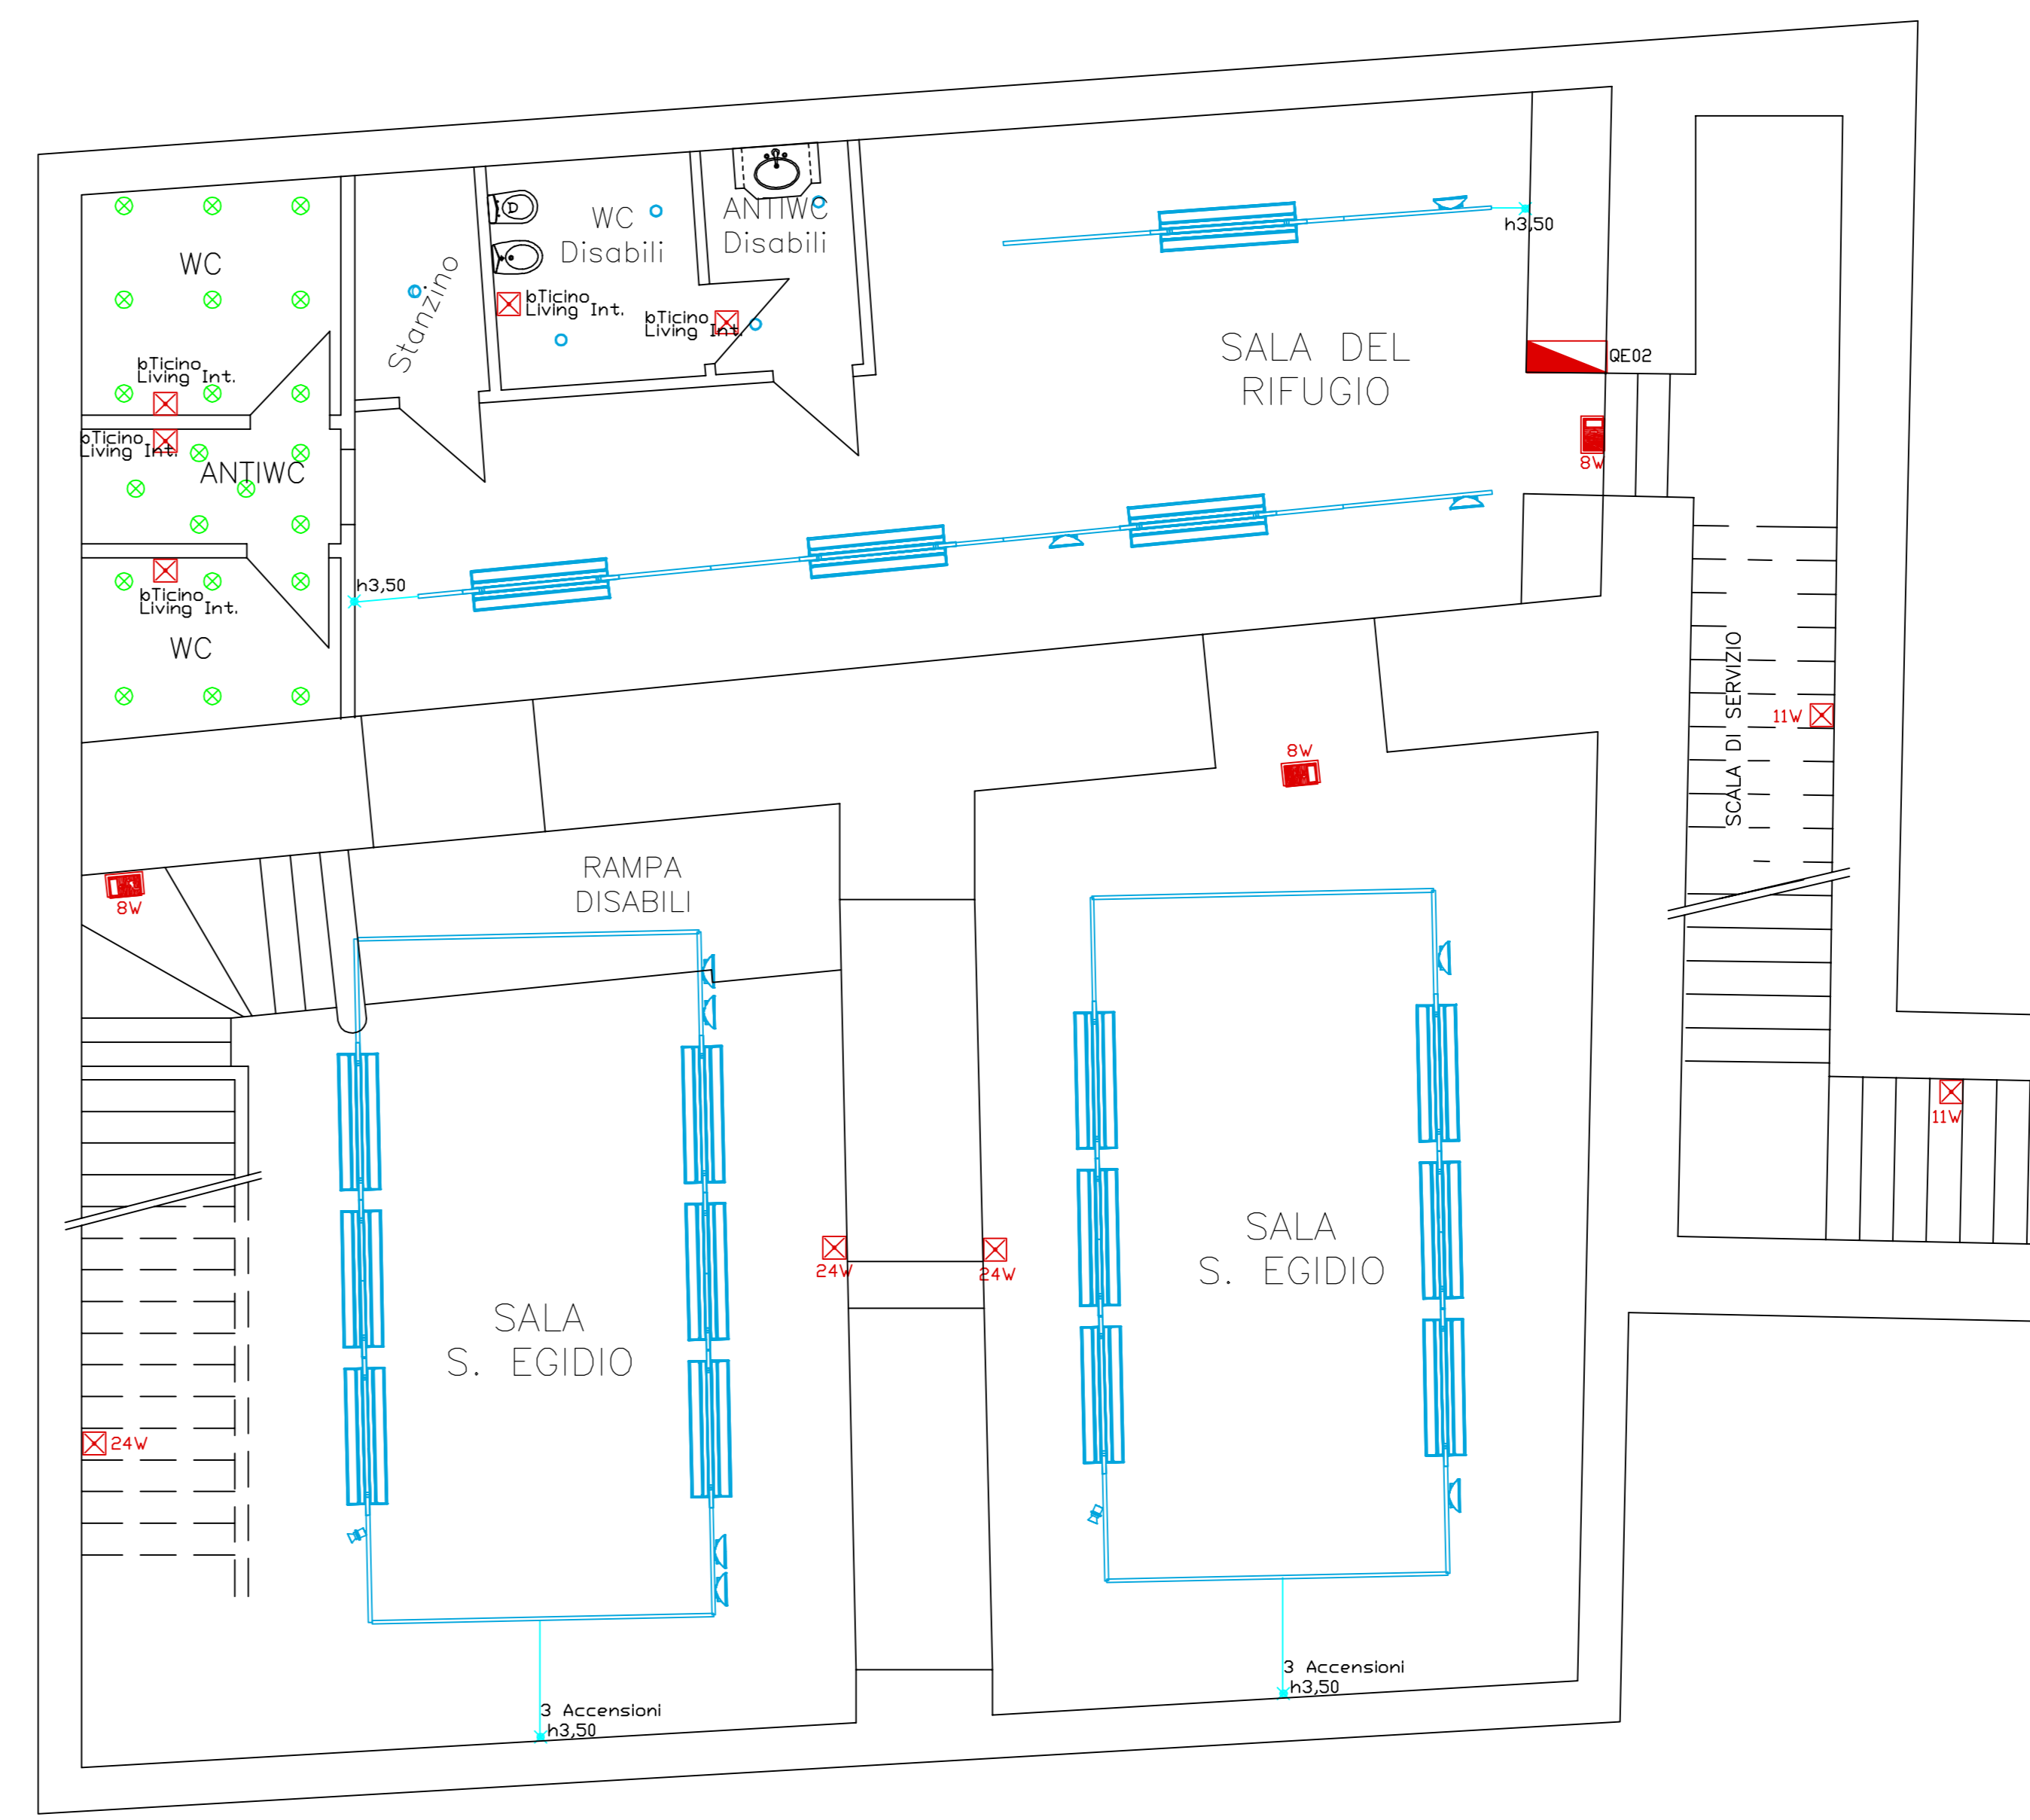 WC
Disabili
ANTIWC
Disabili
h3,50
WC
Stanzino
bTicino
Living Int.
bTicino
Living Int.
SALA DEL
RIFUGIO
QE02
bTicino
Living Int.
bTicino
Living Int.
ANTIWC
8W
h3,50
bTicino
Living Int.
WC
SCALA DI SERVIZIO
11W
8W
RAMPA
DISABILI
8W
11W
SALA
S. EGIDIO
24W
24W
SALA
S. EGIDIO
24W
3 Accensioni
h3,50
3 Accensioni
h3,50
D